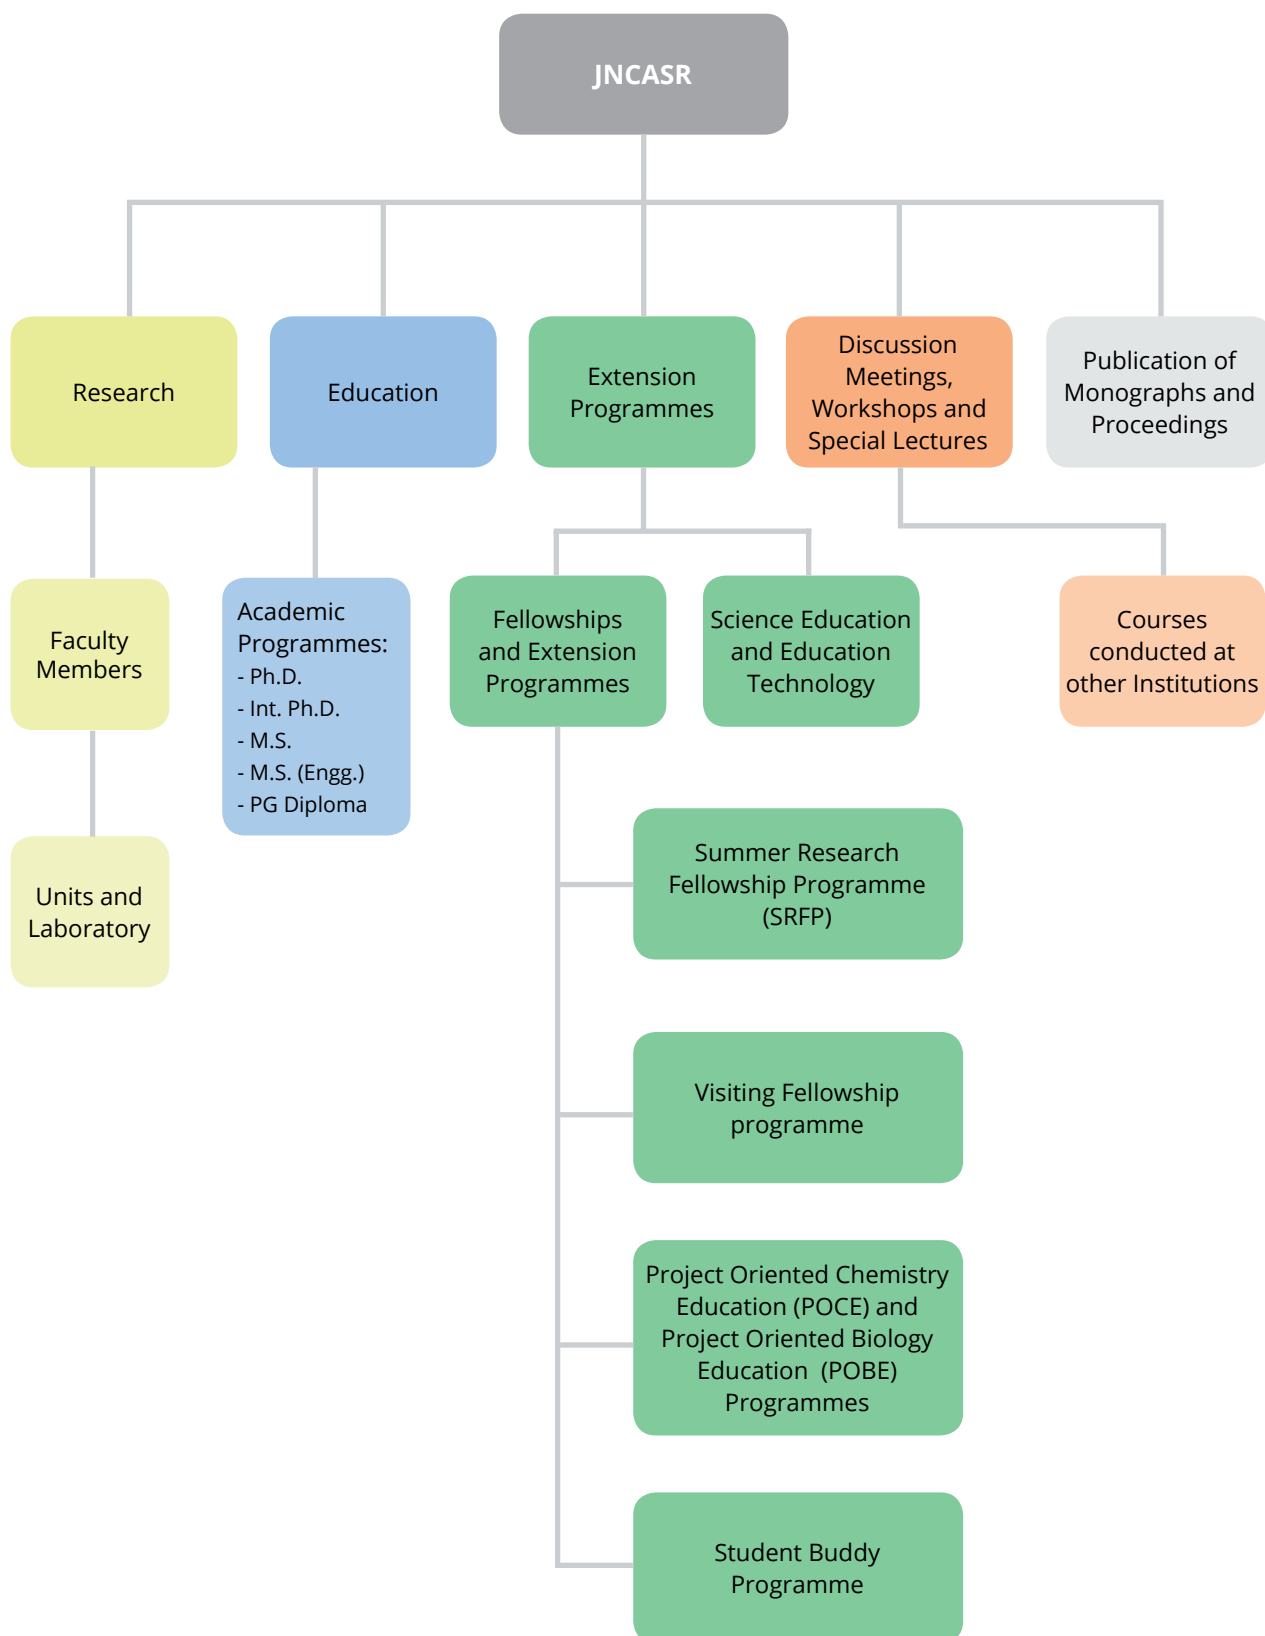 JNCASR
Research
Education
Extension
Programmes
Discussion
Meetings,
Workshops and
Special Lectures
Publication of
Monographs and
Proceedings
Faculty
Members
Academic
Programmes:
- Ph.D.
- Int. Ph.D.
- M.S.
- M.S. (Engg.)
- PG Diploma
Fellowships
and Extension
Programmes
Science Education
and Education
Technology
Courses
conducted at
other Institutions
Units and
Laboratory
Summer Research
Fellowship Programme
(SRFP)
Visiting Fellowship
programme
Project Oriented Chemistry
Education (POCE) and
Project Oriented Biology
Education (POBE)
Programmes
Student Buddy
Programme